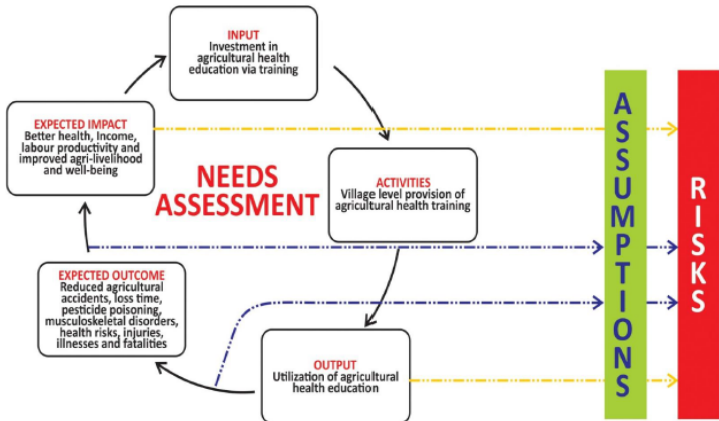 INPUT
Investment in
agricultural health
education via training
EXPECTED IMPACT
Better health, Income,
labour productivity and
improved agri-livelihood
and well-being
NEEDS
ASSESSMENT
ACTIVITIES
Village level provision of
agricultural health training
EXPECTED OUTCOME
Reduced agricultural
accidents, loss time,
pesticide poisoning,
musculoskeletal disorders,
health risks, injuries,
illnesses and fatalities
OUTPUT
Utilization of agricultural
health education
ASSUMPTIONS
RISKS